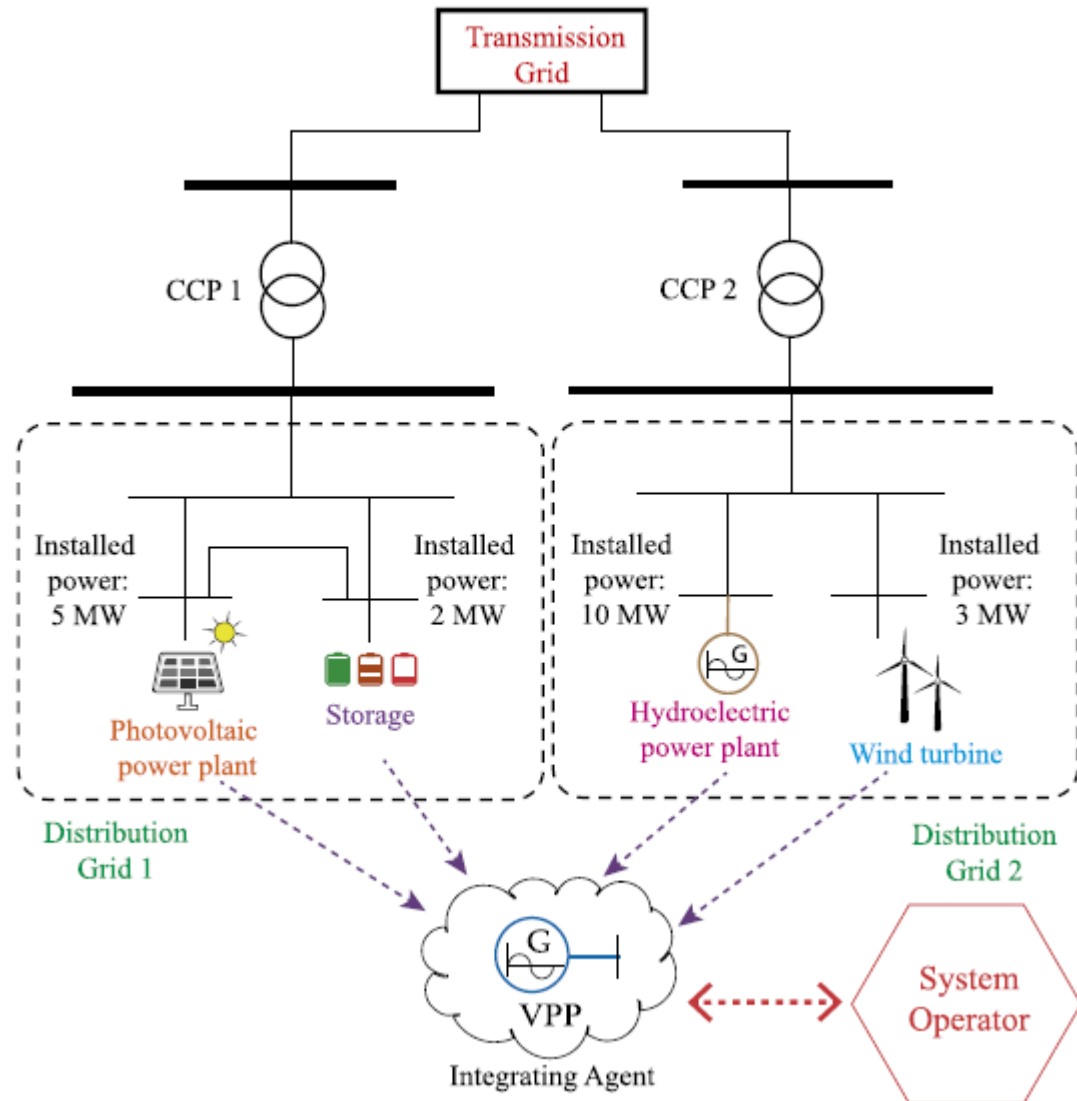 Transmission
Grid
CCP 1
CCP 2
Installed
power:
5 MW
Installed
power:
2 MW
Installed
power:
10 MW
Installed
power:
3 MW
G
Photovoltaic
power plant
Storage
Hydroelectric
power plant
Wind turbine
Distribution
Grid 1
Distribution
Grid 2
G
VPP
Integrating Agent
System
Operator